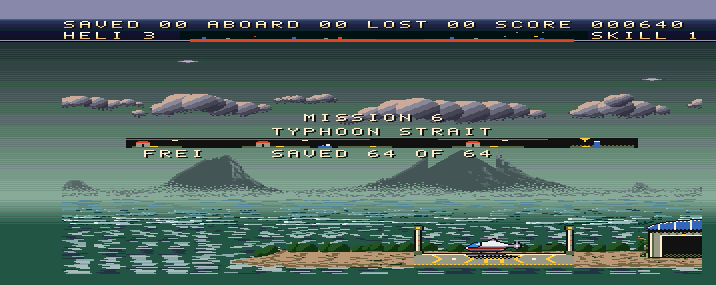 SAVED 00 ABOARD 00 LOST 00 SCORE 000640
HELI 3 SKILL 1
MISSION 6
TYPHOON STRAIT
FREI SAVED 64 OF 64